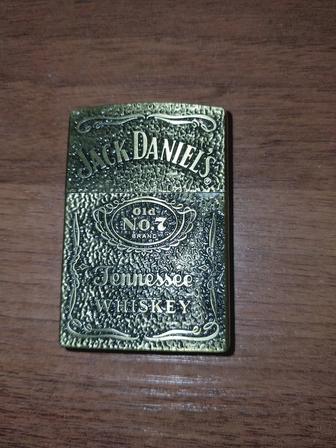 JACK DANIEL'S®
Old
No.7
BRAND
Tennessee
WHISKEY